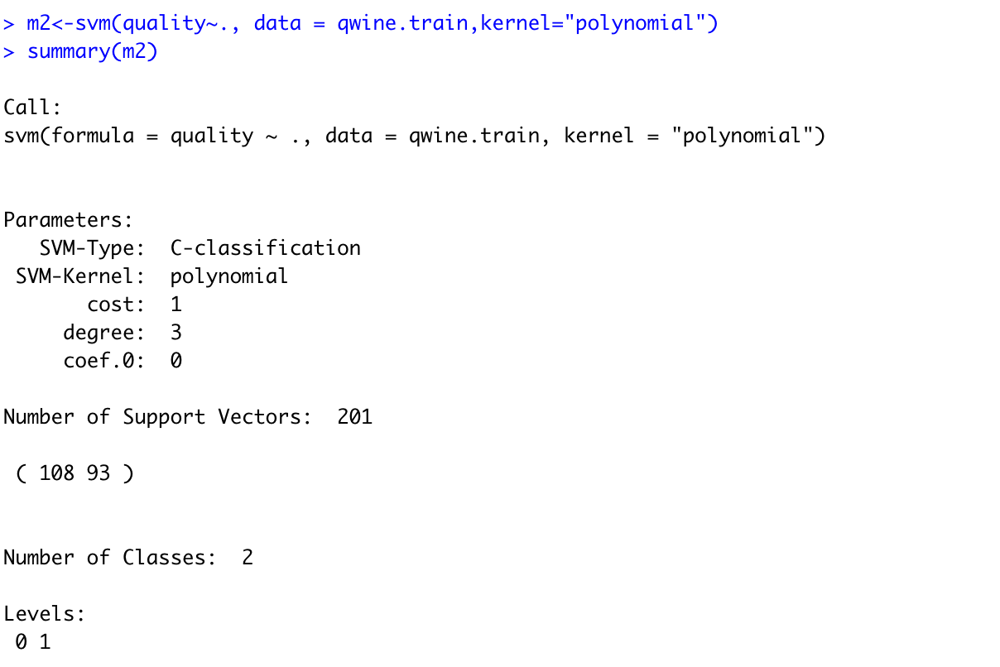 > m2<-svm(quality~., data = qwine.train,kernel="polynomial")
> summary(m2)
Call:
svm(formula = quality ~ ., data = qwine.train, kernel = "polynomial")
Parameters:
SVM-Type:  C-classification
SVM-Kernel:  polynomial
cost:  1
degree:  3
coef.0:  0
Number of Support Vectors:  201
( 108 93 )
Number of Classes:  2
Levels:
0 1